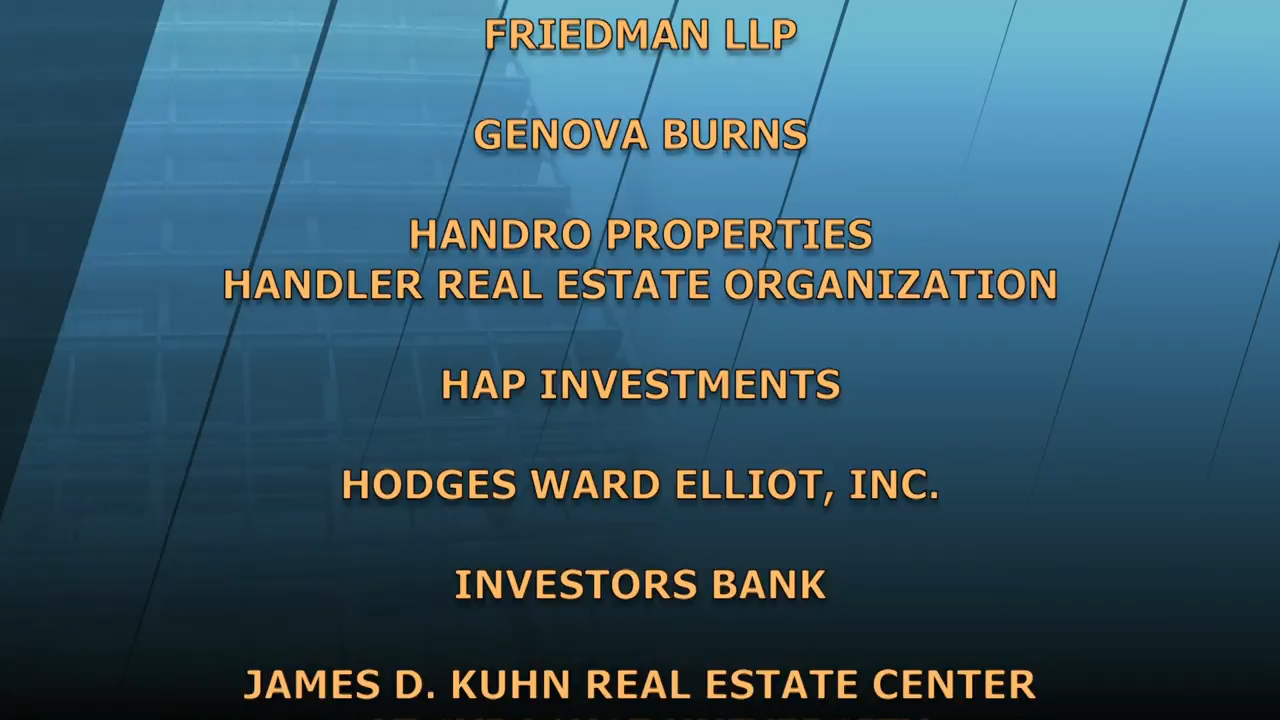 FRIEDMAN LLP
GENOVA BURNS
HANDRO PROPERTIES
HANDLER REAL ESTATE ORGANIZATION
HAP INVESTMENTS
HODGES WARD ELLIOT, INC.
INVESTORS BANK
JAMES D. KUHN REAL ESTATE CENTER